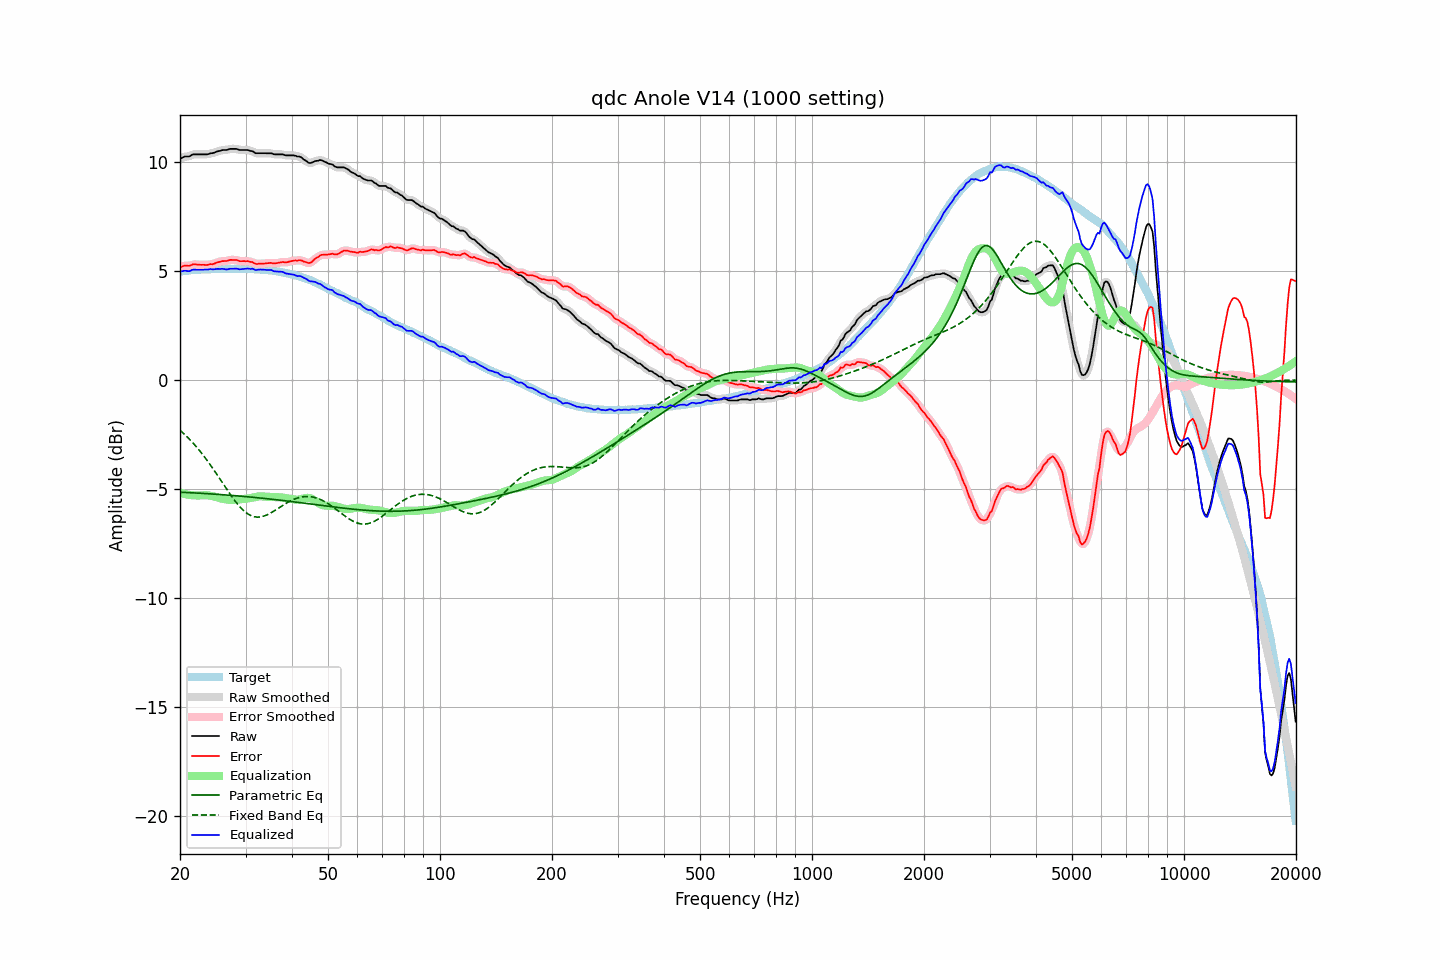 qdc Anole V14 (1000 setting)
Amplitude (dBr)
10
5
0
−5
−10
−15
−20
Target
Raw Smoothed
Error Smoothed
Raw
Error
Equalization
Parametric Eq
Fixed Band Eq
Equalized
20 50 100 200 500 1000 2000 5000 10000 20000
Frequency (Hz)